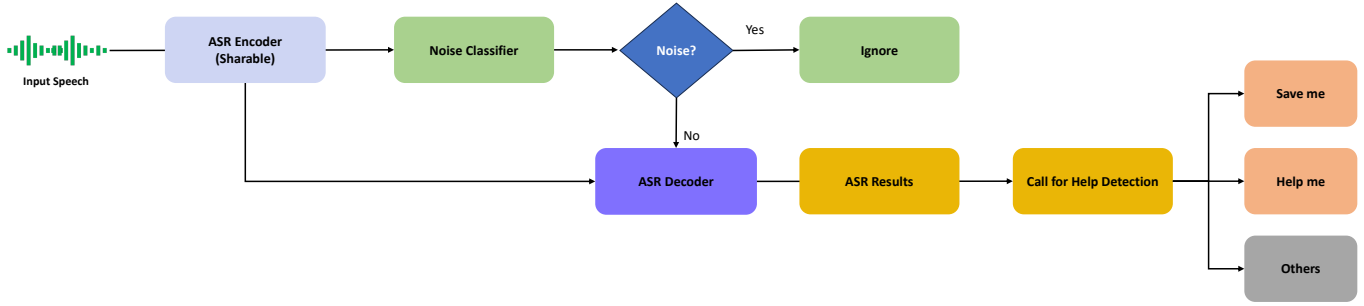 Input Speech
ASR Encoder
(Sharable)
Noise Classifier
Noise?
Yes
Ignore
No
ASR Decoder
ASR Results
Call for Help Detection
Save me
Help me
Others